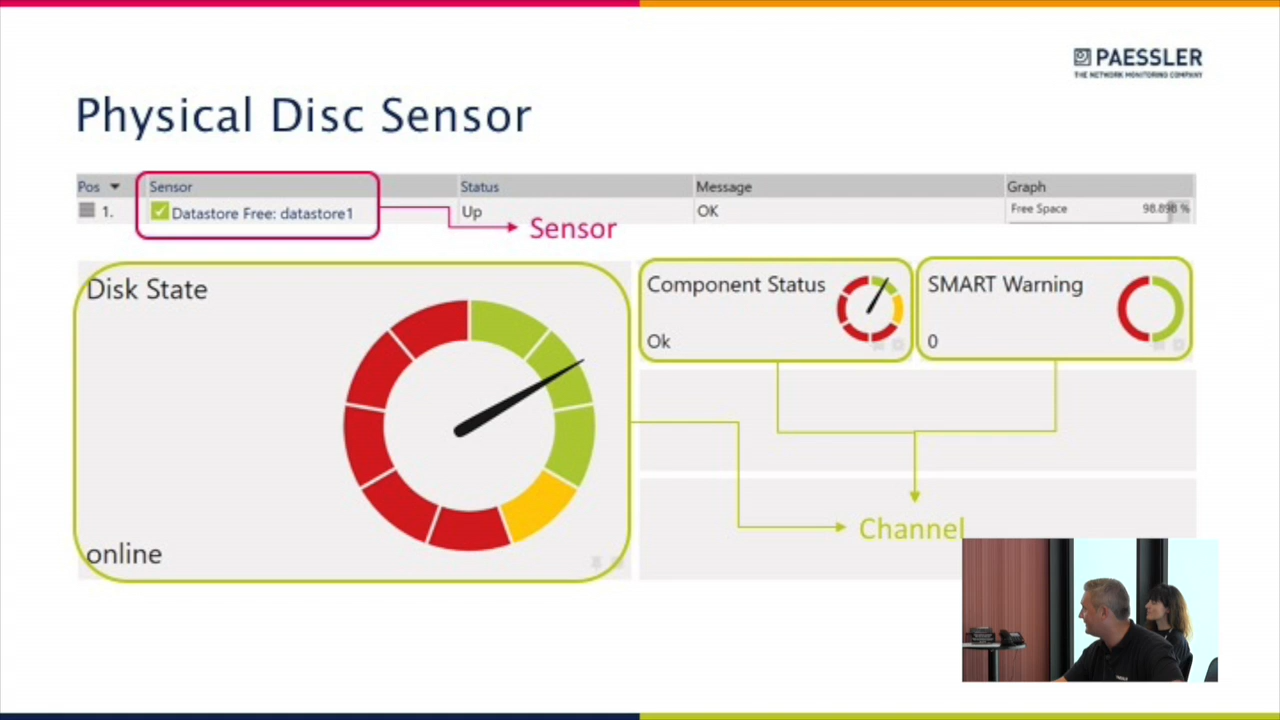 PAESSLER
THE NETWORK MONITORING COMPANY
Physical Disc Sensor
Pos Sensor Status Message Graph
1. Datastore Free: datastore1 Up OK Free Space 98.898 %
Sensor
Disk State
online
Component Status
Ok
SMART Warning
0
Channel